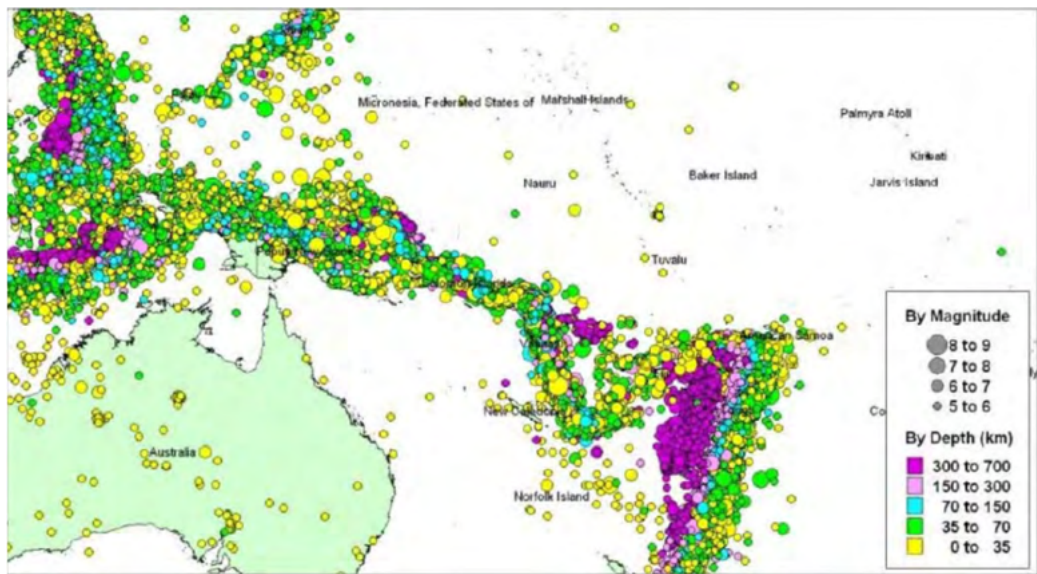 Micronesia, Federated States of
Marshall Islands
Palmyra Atoll
Kiribati
Nauru
Baker Island
Jarvis Island
Tuvalu
American Samoa
New Caledonia
Australia
Norfolk Island
By Magnitude
8 to 9
7 to 8
6 to 7
5 to 6
By Depth (km)
300 to 700
150 to 300
70 to 150
35 to 70
0 to 35